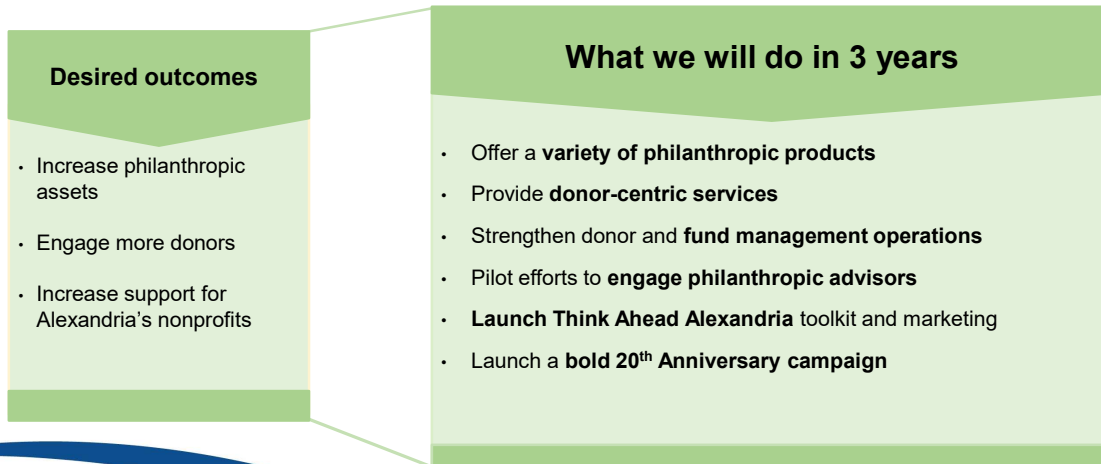 Desired outcomes
• Increase philanthropic
assets
• Engage more donors
• Increase support for
Alexandria’s nonprofits
What we will do in 3 years
• Offer a variety of philanthropic products
• Provide donor-centric services
• Strengthen donor and fund management operations
• Pilot efforts to engage philanthropic advisors
• Launch Think Ahead Alexandria toolkit and marketing
• Launch a bold 20th Anniversary campaign